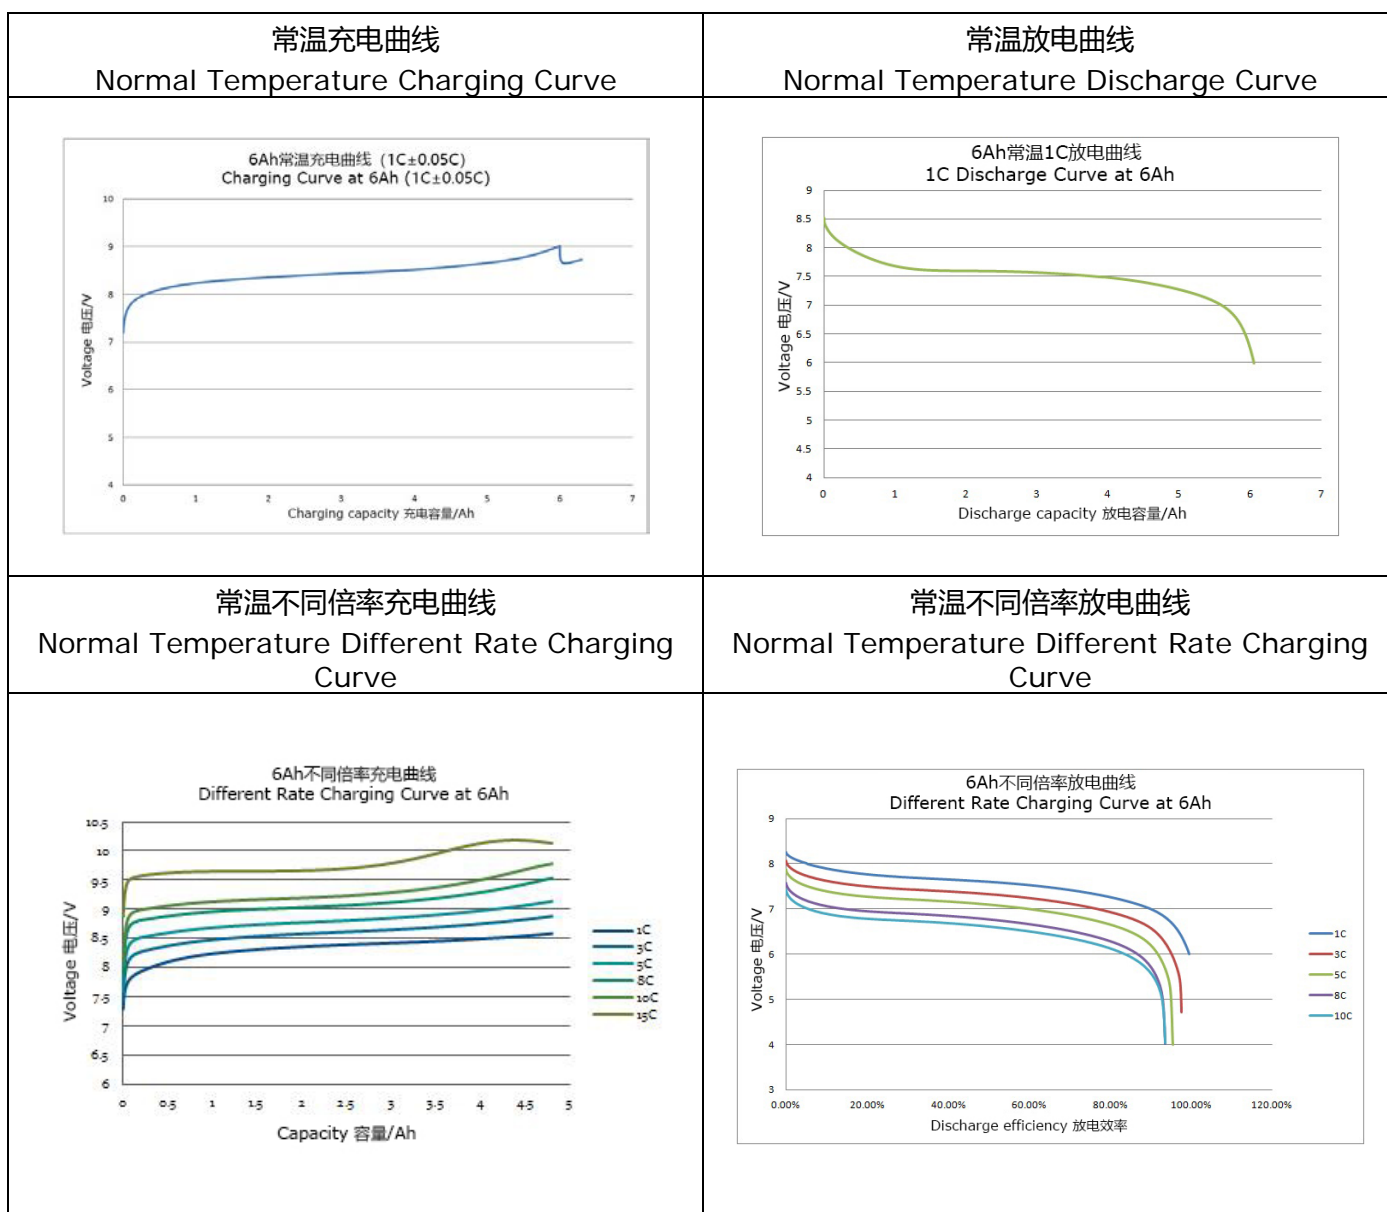 常温充电曲线
Normal Temperature Charging Curve
常温放电曲线
Normal Temperature Discharge Curve
6Ah常温充电曲线 (1C±0.05C)
Charging Curve at 6Ah (1C±0.05C)
10
9
8
7
6
5
4
Voltage 电压/V
0 1 2 3 4 5 6 7
Charging capacity 充电容量/Ah
6Ah常温1C放电曲线
1C Discharge Curve at 6Ah
9
8.5
8
7.5
7
6.5
6
5.5
5
4.5
4
Voltage 电压/V
0 1 2 3 4 5 6 7
Discharge capacity 放电容量/Ah
常温不同倍率充电曲线
Normal Temperature Different Rate Charging
Curve
常温不同倍率放电曲线
Normal Temperature Different Rate Charging
Curve
6Ah不同倍率充电曲线
Different Rate Charging Curve at 6Ah
10.5
10
9.5
9
8.5
8
7.5
7
6.5
6
Voltage 电压/V
0 0.5 1 1.5 2 2.5 3 3.5 4 4.5 5
Capacity 容量/Ah
1C
3C
5C
8C
10C
15C
6Ah不同倍率放电曲线
Different Rate Charging Curve at 6Ah
9
8
7
6
5
4
3
Voltage 电压/V
0.00% 20.00% 40.00% 60.00% 80.00% 100.00% 120.00%
Discharge efficiency 放电效率
1C
3C
5C
8C
10C